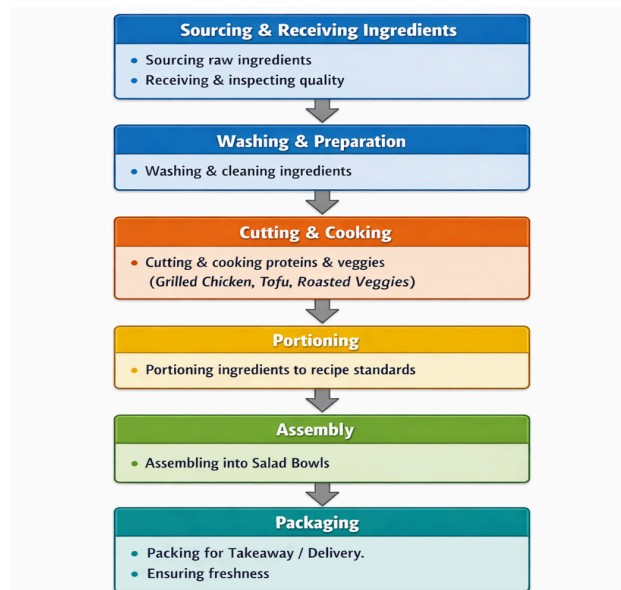 Sourcing & Receiving Ingredients
• Sourcing raw ingredients
• Receiving & inspecting quality
Washing & Preparation
• Washing & cleaning ingredients
Cutting & Cooking
• Cutting & cooking proteins & veggies
(Grilled Chicken, Tofu, Roasted Veggies)
Portioning
• Portioning ingredients to recipe standards
Assembly
• Assembling into Salad Bowls
Packaging
• Packing for Takeaway / Delivery.
• Ensuring freshness